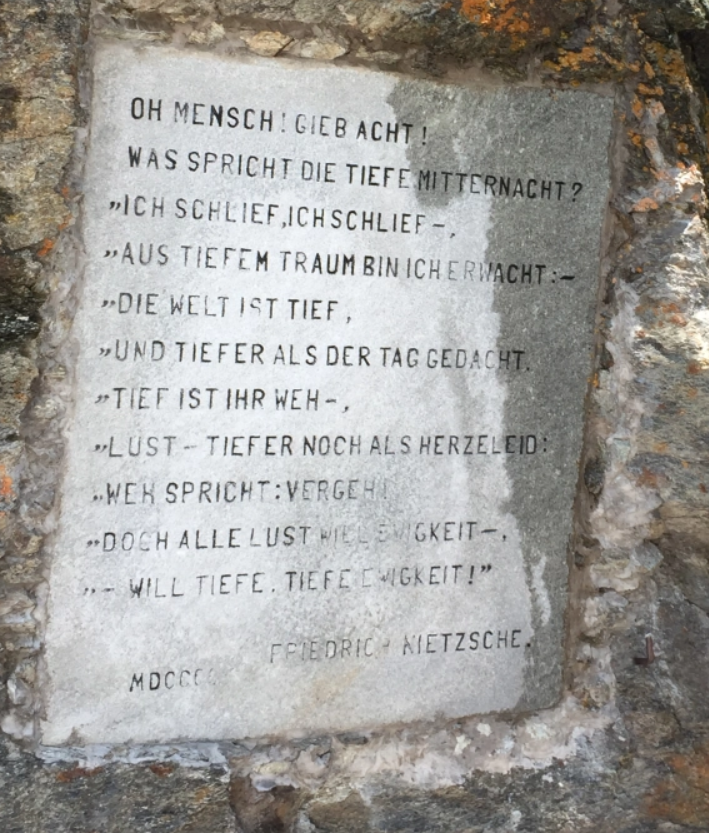 OH MENSCH! GIEB ACHT!
WAS SPRICHT DIE TIEFE MITTERNACHT?
„ICH SCHLIEF, ICH SCHLIEF –,
„AUS TIEFEM TRAUM BIN ICH ERWACHT: –
„DIE WELT IST TIEF,
„UND TIEFER ALS DER TAG GEDACHT.
„TIEF IST IHR WEH –,
„LUST – TIEFER NOCH ALS HERZELEID:
„WEH SPRICHT: VERGEH!
„DOCH ALLE LUST WILL EWIGKEIT –,
„– WILL TIEFE, TIEFE EWIGKEIT!”
FRIEDRICH NIETZSCHE.